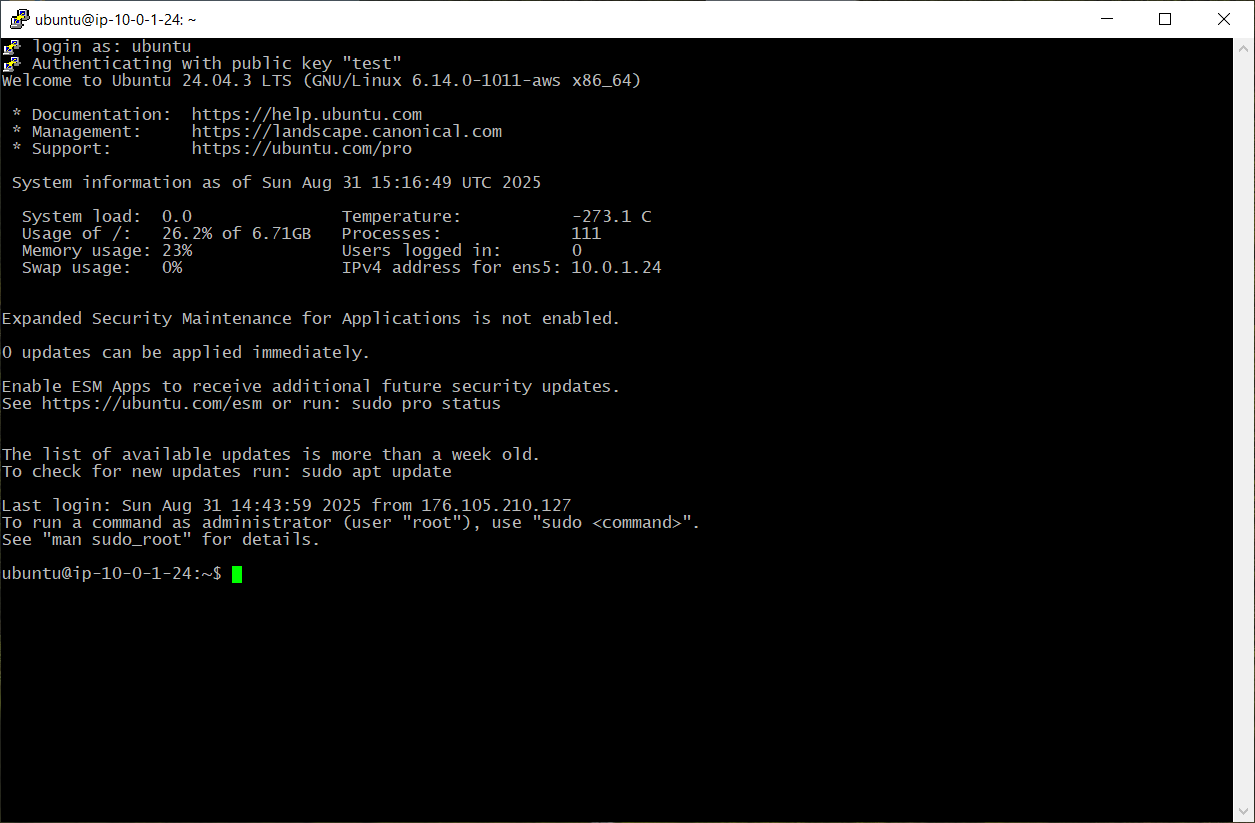 ubuntu@ip-10-0-1-24: ~
login as: ubuntu
Authenticating with public key "test"
Welcome to Ubuntu 24.04.3 LTS (GNU/Linux 6.14.0-1011-aws x86_64)

 * Documentation:  https://help.ubuntu.com
 * Management:     https://landscape.canonical.com
 * Support:        https://ubuntu.com/pro

 System information as of Sun Aug 31 15:16:49 UTC 2025

  System load:  0.0               Temperature:           -273.1 C
  Usage of /:   26.2% of 6.71GB   Processes:             111
  Memory usage: 23%               Users logged in:       0
  Swap usage:   0%                IPv4 address for ens5: 10.0.1.24


Expanded Security Maintenance for Applications is not enabled.

0 updates can be applied immediately.

Enable ESM Apps to receive additional future security updates.
See https://ubuntu.com/esm or run: sudo pro status


The list of available updates is more than a week old.
To check for new updates run: sudo apt update

Last login: Sun Aug 31 14:43:59 2025 from 176.105.210.127
To run a command as administrator (user "root"), use "sudo <command>".
See "man sudo_root" for details.

ubuntu@ip-10-0-1-24:~$